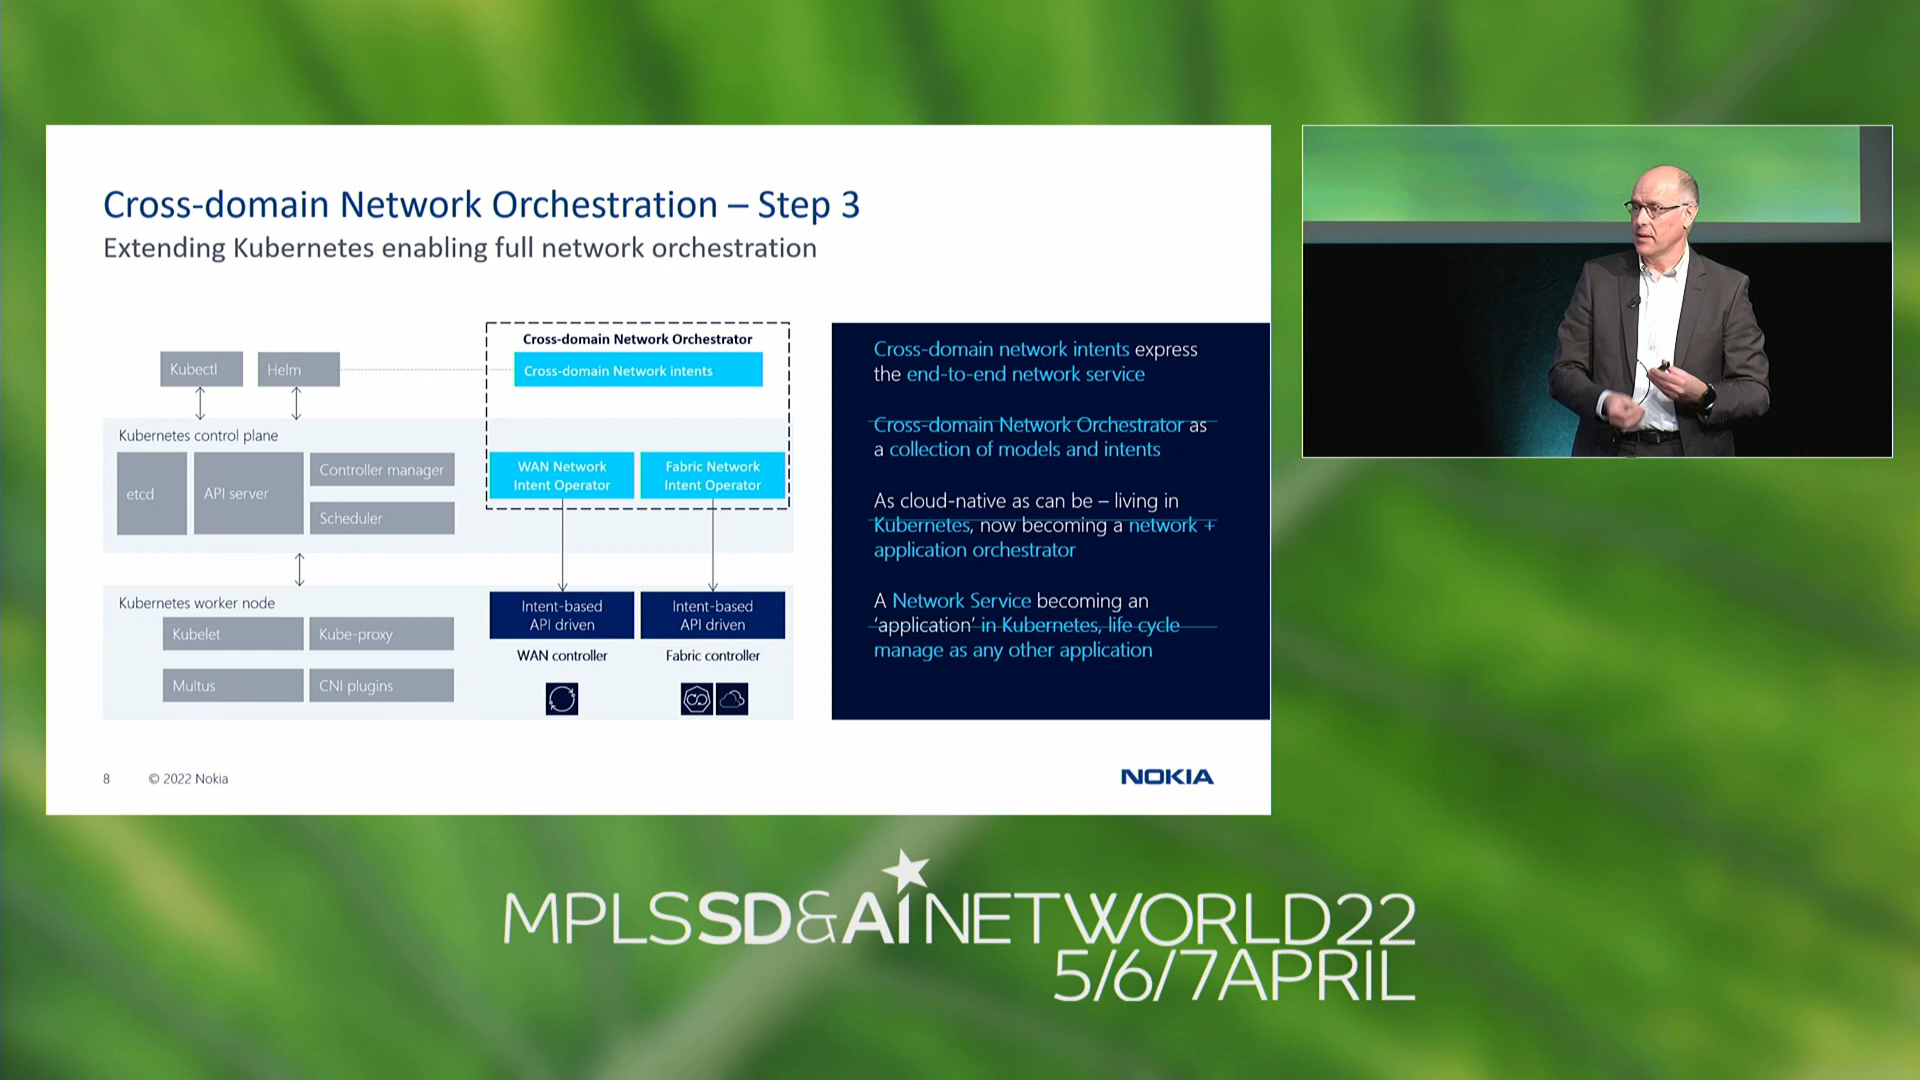 Cross-domain Network Orchestration – Step 3
Extending Kubernetes enabling full network orchestration
Cross-domain Network Orchestrator
Kubectl
Helm
Cross-domain Network intents
Kubernetes control plane
etcd
API server
Controller manager
Scheduler
WAN Network
Intent Operator
Fabric Network
Intent Operator
Kubernetes worker node
Kubelet
Kube-proxy
Multus
CNI plugins
Intent-based
API driven
Intent-based
API driven
WAN controller
Fabric controller
Cross-domain network intents express
the end-to-end network service
Cross-domain Network Orchestrator as
a collection of models and intents
As cloud-native as can be – living in
Kubernetes, now becoming a network +
application orchestrator
A Network Service becoming an
‘application’ in Kubernetes, life cycle
manage as any other application
8
© 2022 Nokia
NOKIA
MPLSSD&AINETWORLD22
5/6/7APRIL